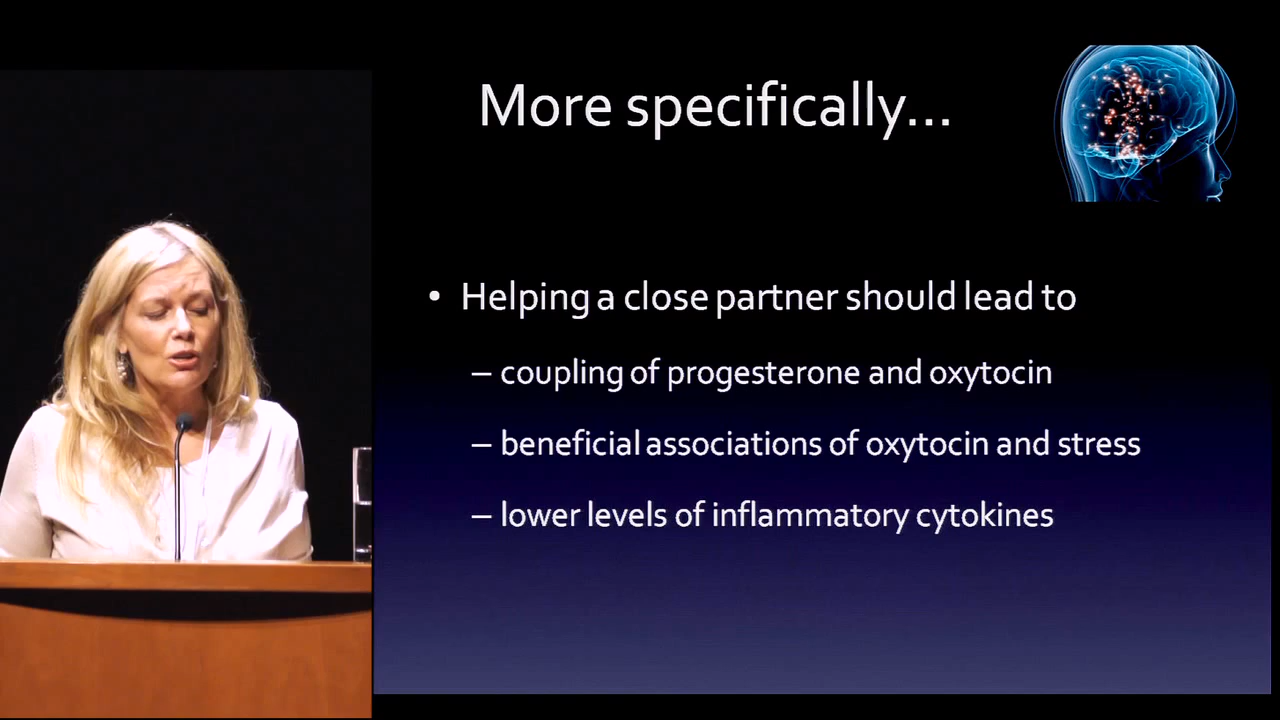 More specifically...
• Helping a close partner should lead to
– coupling of progesterone and oxytocin
– beneficial associations of oxytocin and stress
– lower levels of inflammatory cytokines